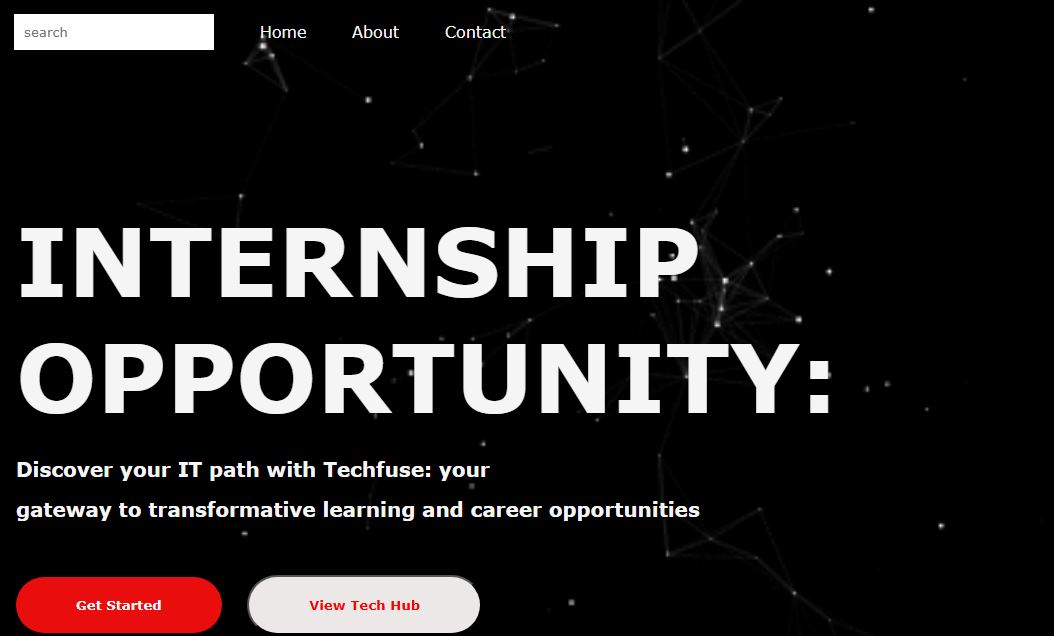 search
Home About Contact
INTERNSHIP
OPPORTUNITY:
Discover your IT path with Techfuse: your
gateway to transformative learning and career opportunities
Get Started View Tech Hub